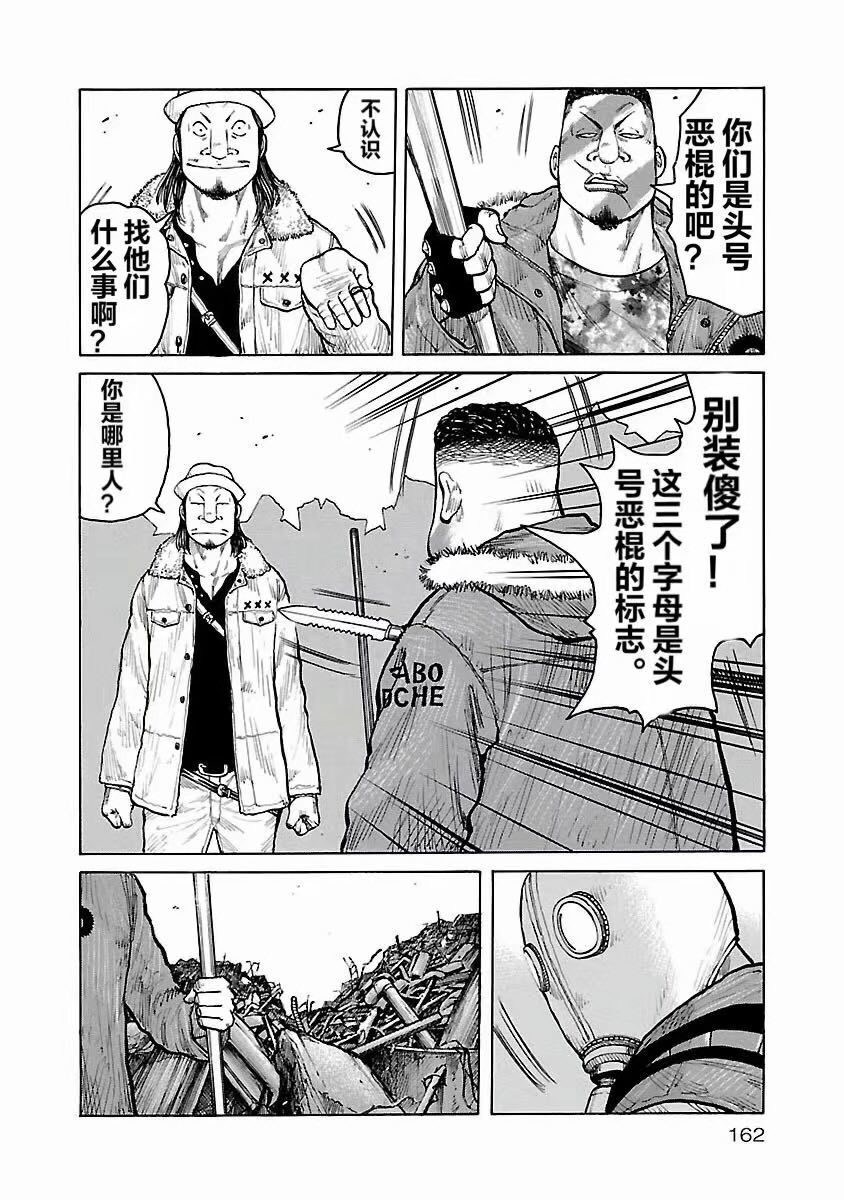 你们是头号
恶棍的吧？
不认识
找他们
什么事啊？
别装傻了！
这三个字母是头
号恶棍的标志。
你是哪里人？
×××
×××
ABO
DCHE
162